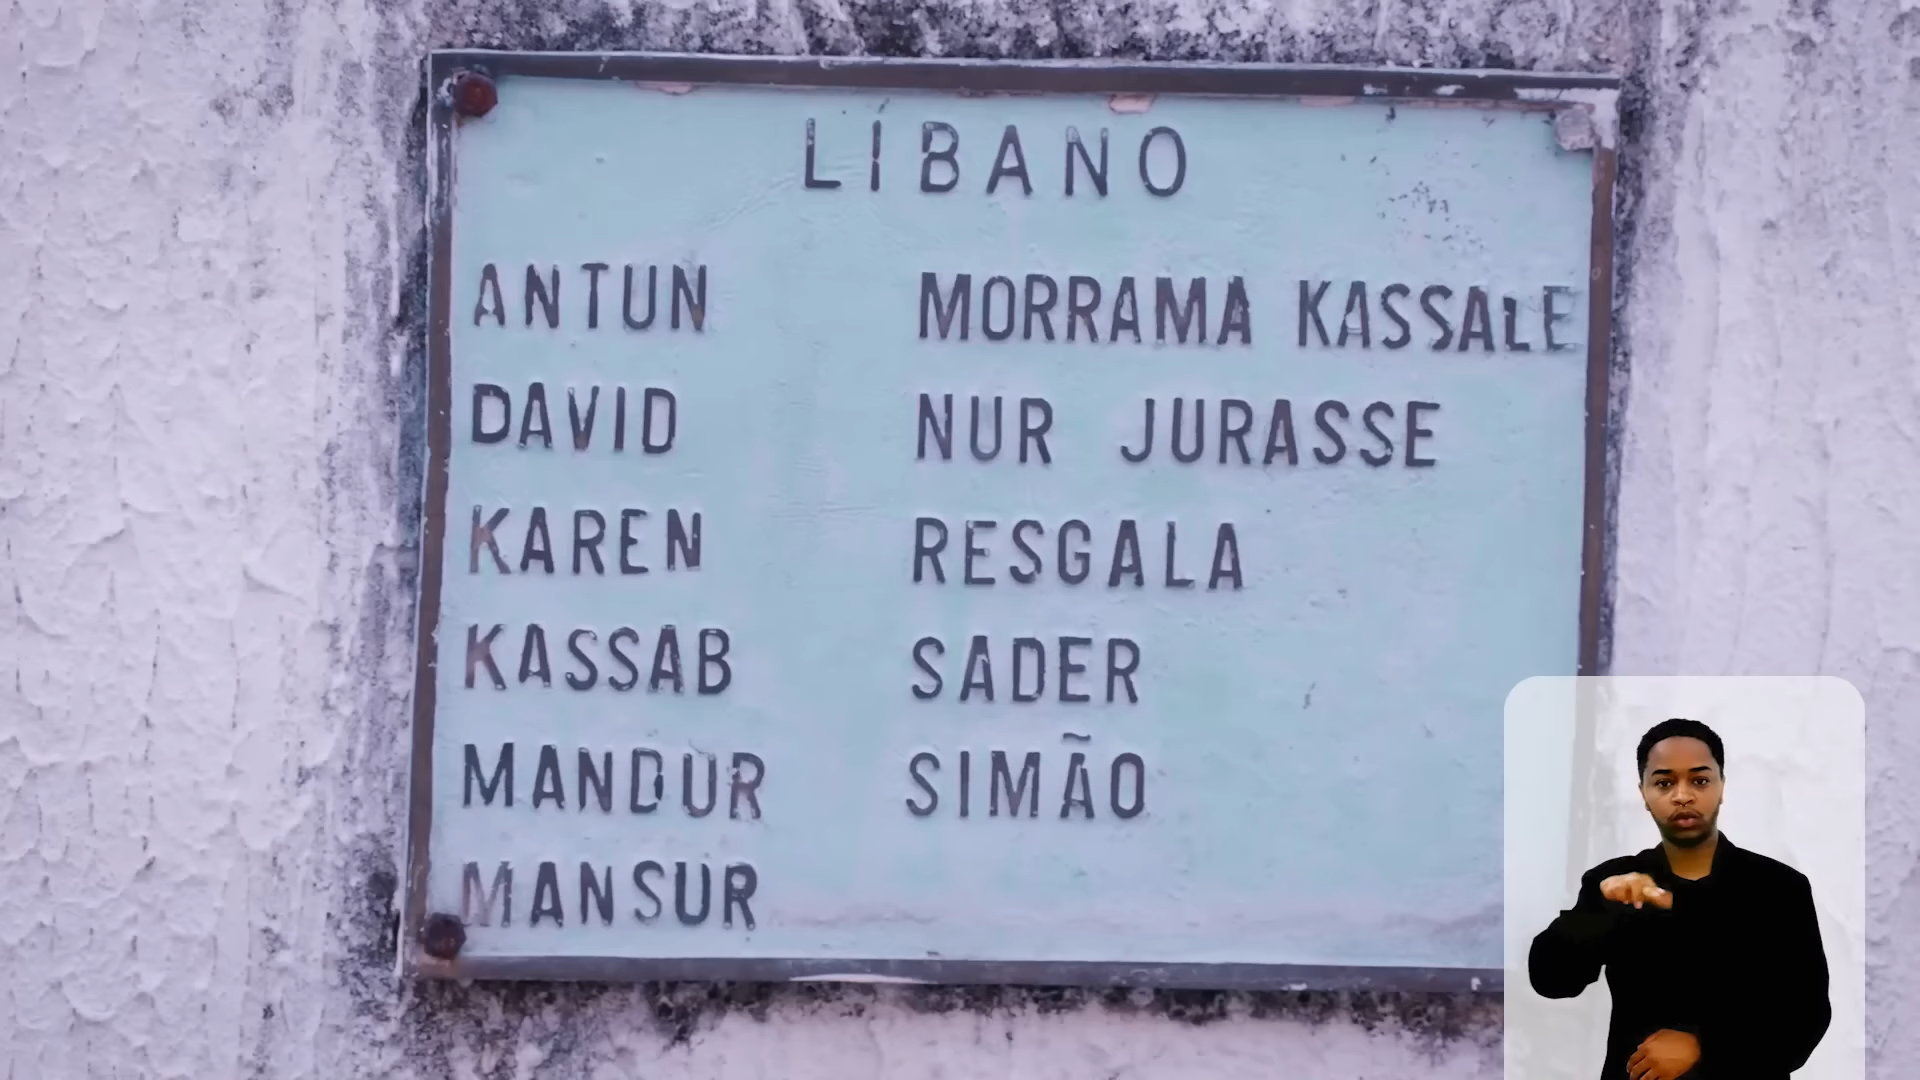 LIBANO
ANTUN
DAVID
KAREN
KASSAB
MANDUR
MANSUR
MORRAMA KASSALE
NUR JURASSE
RESGALA
SADER
SIMÃO